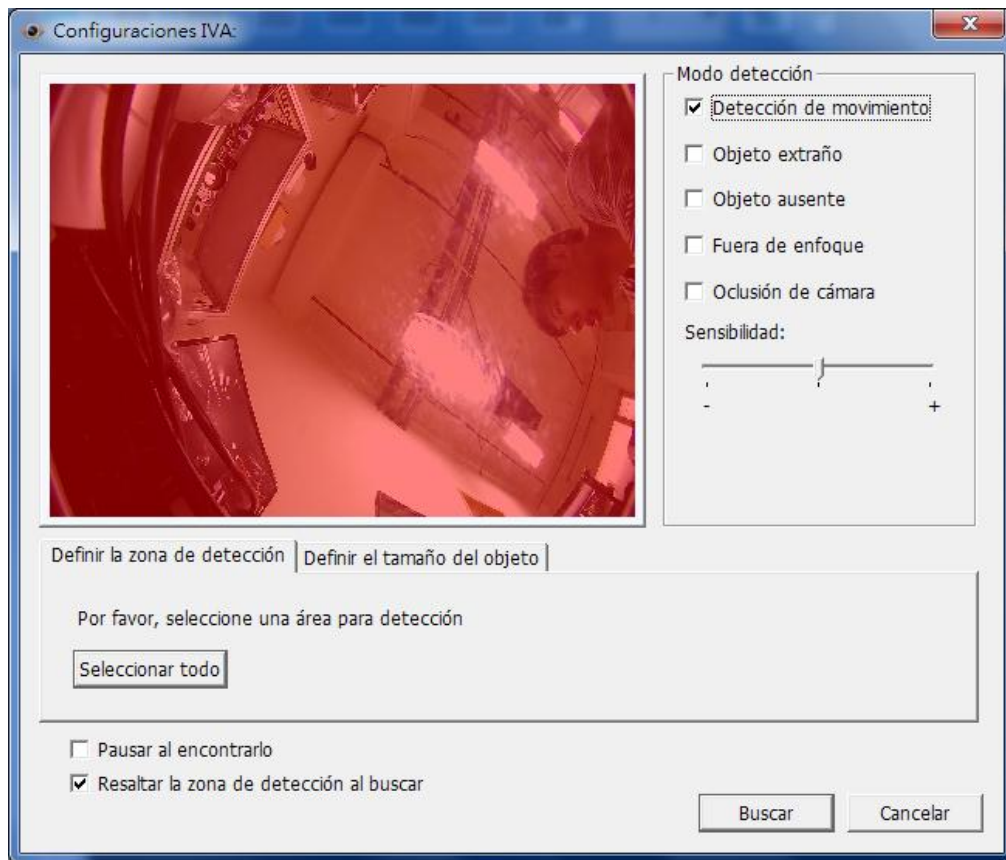 Configuraciones IVA:
Modo detección
Detección de movimiento
Objeto extraño
Objeto ausente
Fuera de enfoque
Oclusión de cámara
Sensibilidad:
- +
Definir la zona de detección
Definir el tamaño del objeto
Por favor, seleccione una área para detección
Seleccionar todo
Pausar al encontrarlo
Resaltar la zona de detección al buscar
Buscar
Cancelar